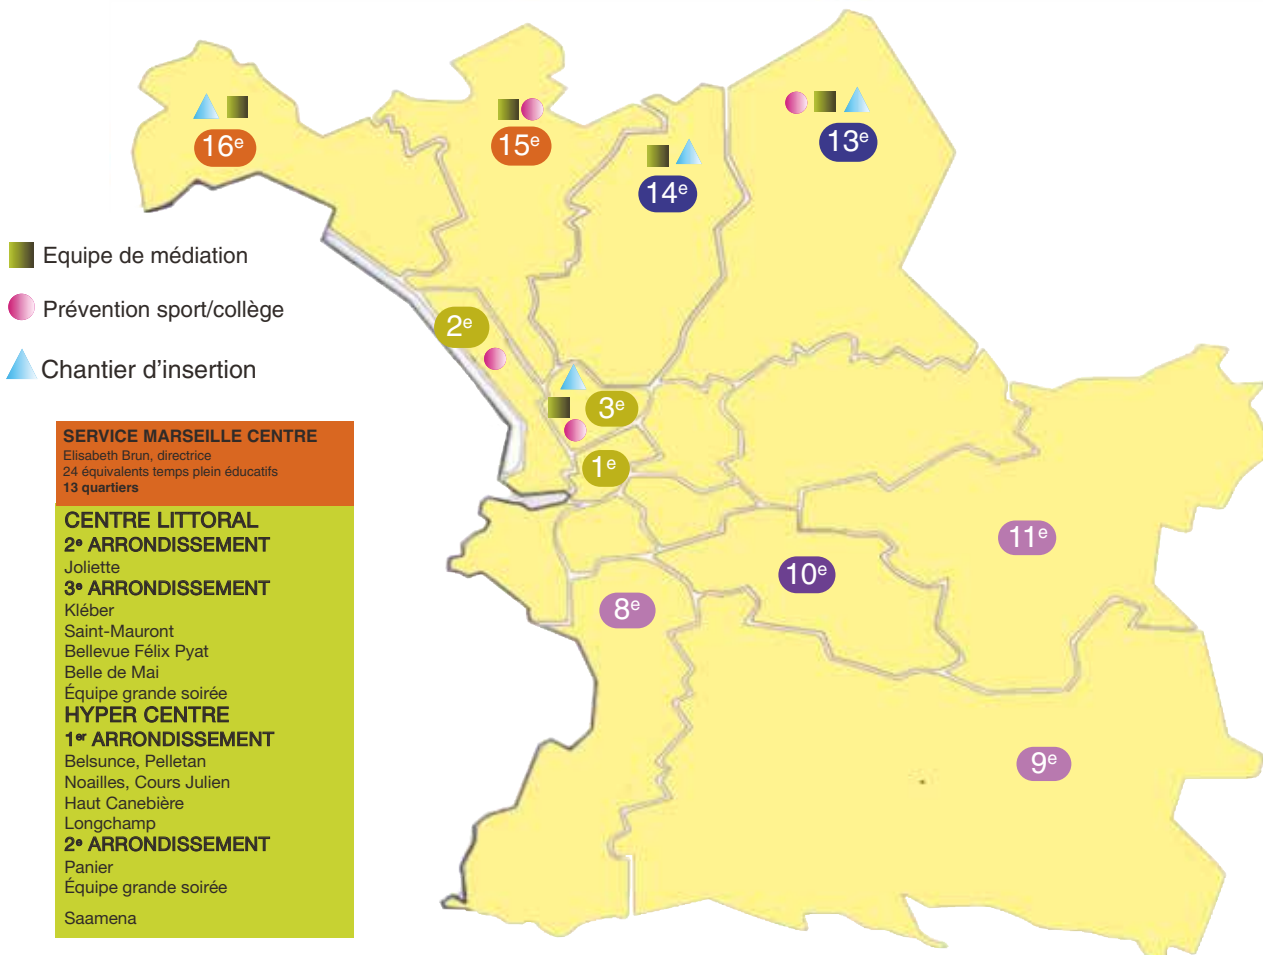 16e
15e
14e
13e
Equipe de médiation
Prévention sport/collège
Chantier d’insertion
2e
3e
1e
11e
10e
8e
9e
SERVICE MARSEILLE CENTRE
Elisabeth Brun, directrice
24 équivalents temps plein éducatifs
13 quartiers
CENTRE LITTORAL
2e ARRONDISSEMENT
Joliette
3e ARRONDISSEMENT
Kléber
Saint-Mauront
Bellevue Félix Pyat
Belle de Mai
Équipe grande soirée
HYPER CENTRE
1er ARRONDISSEMENT
Belsunce, Pelletan
Noailles, Cours Julien
Haut Canebière
Longchamp
2e ARRONDISSEMENT
Panier
Équipe grande soirée
Saamena